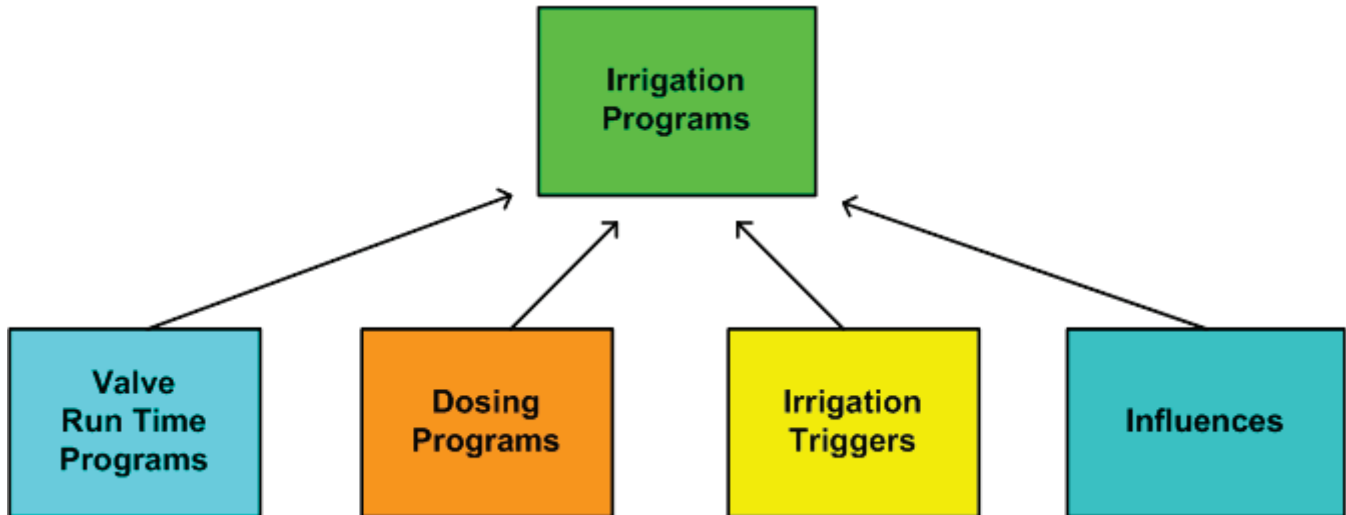 Irrigation
Programs
Valve
Run Time
Programs
Dosing
Programs
Irrigation
Triggers
Influences